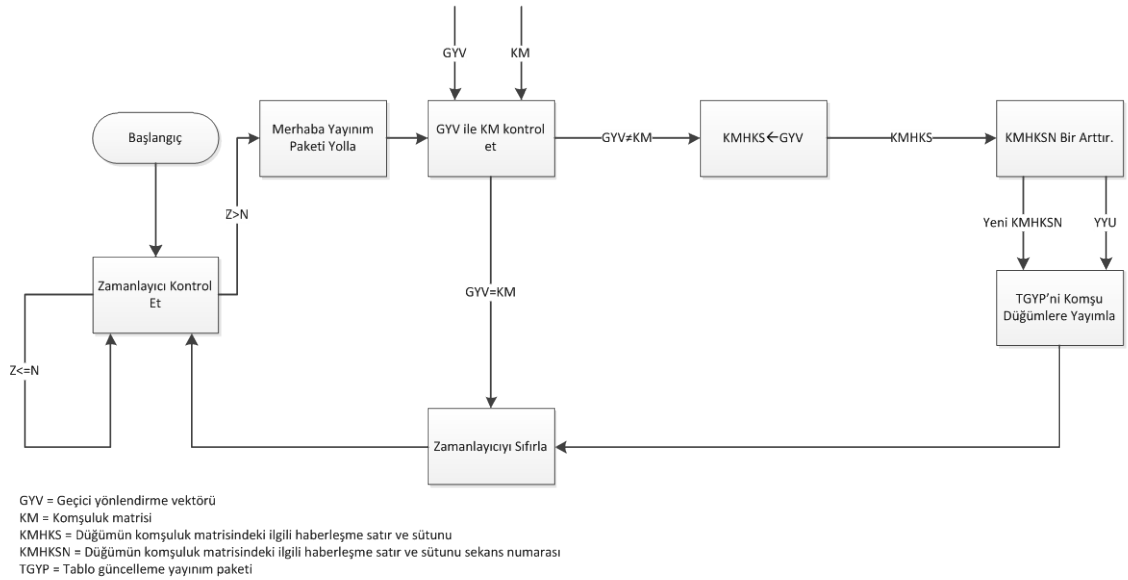 GYV
KM
Başlangıç
Merhaba Yayınım
Paketi Yolla
GYV ile KM kontrol
et
GYV≠KM
KMHKS←GYV
KMHKS
KMHKSN Bir Arttır.
Z>N
Yeni KMHKSN
YYU
Zamanlayıcı Kontrol
Et
GYV=KM
TGYP'ni Komşu
Düğümlere Yayımla
Z<=N
Zamanlayıcıyı Sıfırla
GYV = Geçici yönlendirme vektörü
KM = Komşuluk matrisi
KMHKS = Düğümün komşuluk matrisindeki ilgili haberleşme satır ve sütunu
KMHKSN = Düğümün komşuluk matrisindeki ilgili haberleşme satır ve sütunu sekans numarası
TGYP = Tablo güncelleme yayınım paketi